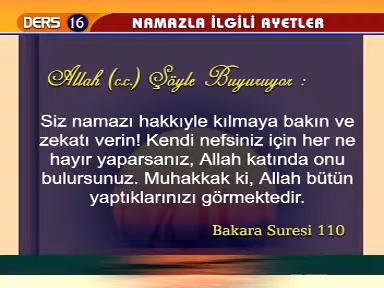 DERS 16 NAMAZLA İLGİLİ AYETLER
Allah (c.c.) Şöyle Buyuruyor :
Siz namazı hakkıyle kılmaya bakın ve
zekatı verin! Kendi nefsiniz için her ne
hayır yaparsanız, Allah katında onu
bulursunuz. Muhakkak ki, Allah bütün
yaptıklarınızı görmektedir.
Bakara Suresi 110